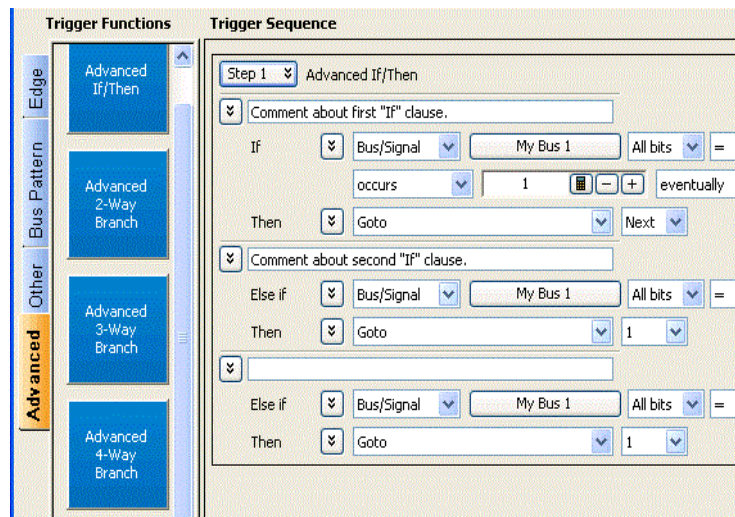 Trigger Functions
Trigger Sequence
Edge
Bus Pattern
Other
Advanced
Advanced
If/Then
Advanced
2-Way
Branch
Advanced
3-Way
Branch
Advanced
4-Way
Branch
Step 1 Advanced If/Then
Comment about first "If" clause.
If Bus/Signal My Bus 1 All bits =
occurs 1 - + eventually
Then Goto Next
Comment about second "If" clause.
Else if Bus/Signal My Bus 1 All bits =
Then Goto 1
Else if Bus/Signal My Bus 1 All bits =
Then Goto 1